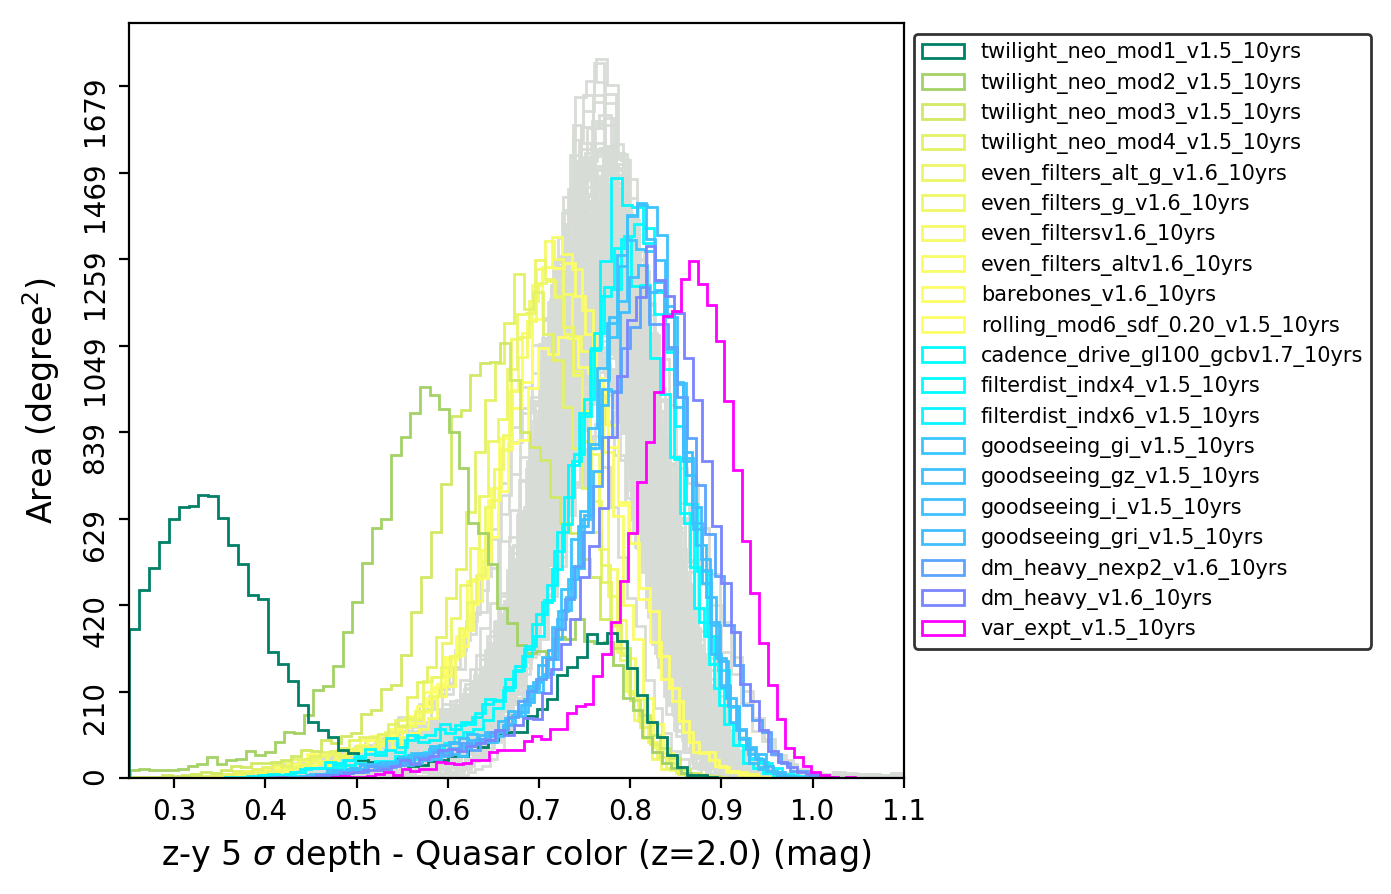 1679
1469
1259
1049
839
629
420
210
0
Area (degree²)
0.3 0.4 0.5 0.6 0.7 0.8 0.9 1.0 1.1
z-y 5 σ depth - Quasar color (z=2.0) (mag)
twilight_neo_mod1_v1.5_10yrs
twilight_neo_mod2_v1.5_10yrs
twilight_neo_mod3_v1.5_10yrs
twilight_neo_mod4_v1.5_10yrs
even_filters_alt_g_v1.6_10yrs
even_filters_g_v1.6_10yrs
even_filtersv1.6_10yrs
even_filters_altv1.6_10yrs
barebones_v1.6_10yrs
rolling_mod6_sdf_0.20_v1.5_10yrs
cadence_drive_gl100_gcbv1.7_10yrs
filterdist_indx4_v1.5_10yrs
filterdist_indx6_v1.5_10yrs
goodseeing_gi_v1.5_10yrs
goodseeing_gz_v1.5_10yrs
goodseeing_i_v1.5_10yrs
goodseeing_gri_v1.5_10yrs
dm_heavy_nexp2_v1.6_10yrs
dm_heavy_v1.6_10yrs
var_expt_v1.5_10yrs